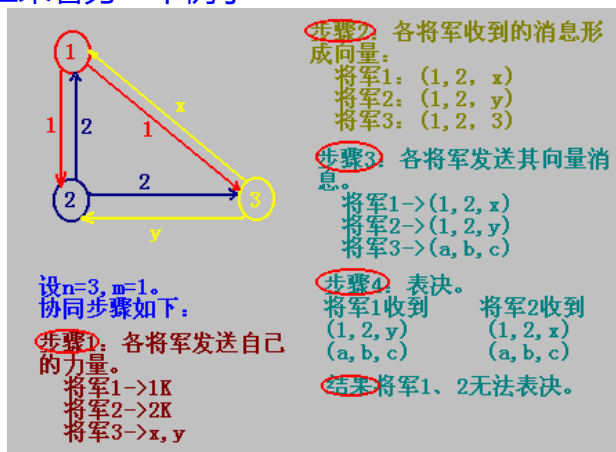 1
x
1
1
2
2
2
3
y
设n=3,m=1。
协同步骤如下：
步骤1：各将军发送自己
的力量。
将军1->1K
将军2->2K
将军3->x,y
步骤2：各将军收到的消息形
成向量：
将军1：(1,2, x)
将军2：(1,2, y)
将军3：(1,2, 3)
步骤3：各将军发送其向量消
息。
将军1->(1,2,x)
将军2->(1,2,y)
将军3->(a,b,c)
步骤4：表决。
将军1收到 将军2收到
(1,2,y) (1,2,x)
(a,b,c) (a,b,c)
结果将军1、2无法表决。